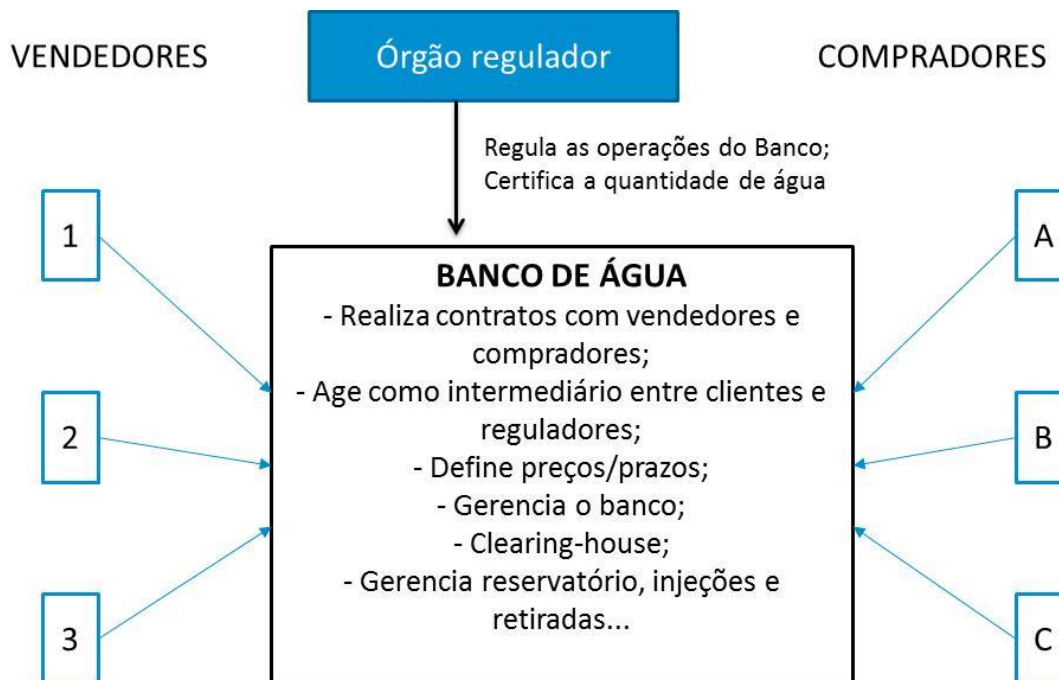 VENDEDORES
Órgão regulador
COMPRADORES
Regula as operações do Banco;
Certifica a quantidade de água
1
2
3
BANCO DE ÁGUA
- Realiza contratos com vendedores e
compradores;
- Age como intermediário entre clientes e
reguladores;
- Define preços/prazos;
- Gerencia o banco;
- Clearing-house;
- Gerencia reservatório, injeções e
retiradas...
A
B
C